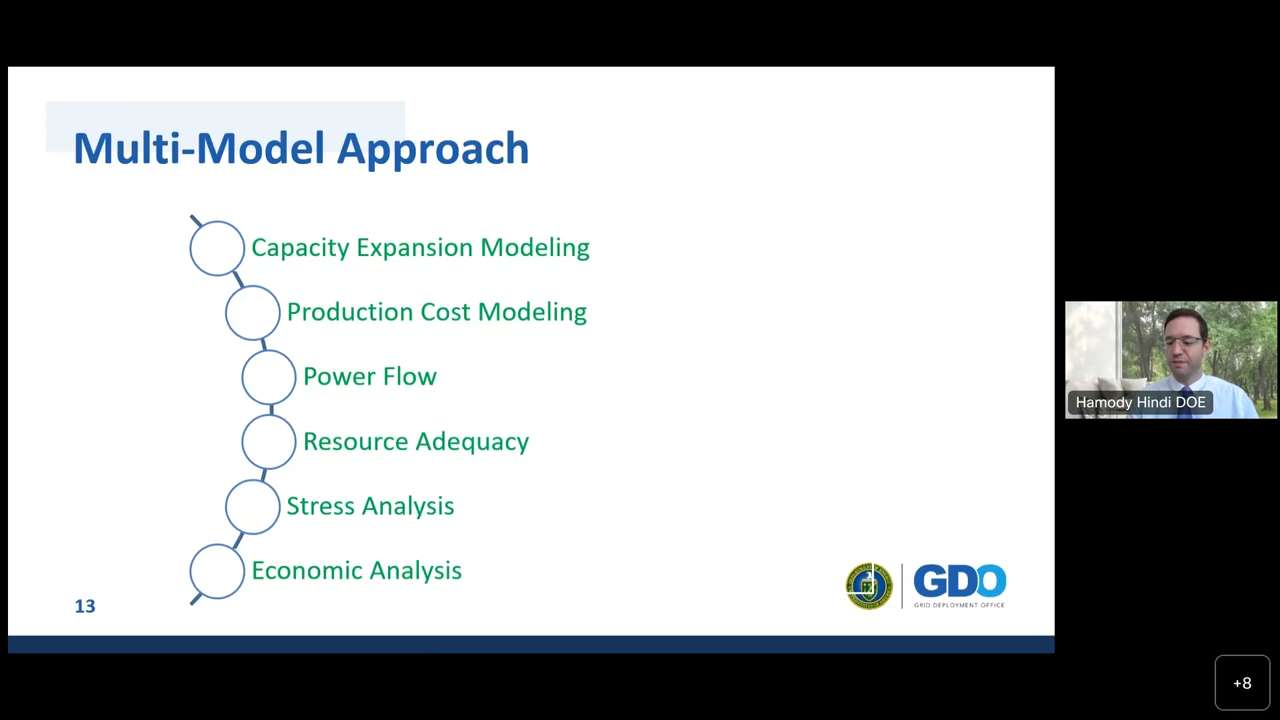 Multi-Model Approach
Capacity Expansion Modeling
Production Cost Modeling
Power Flow
Resource Adequacy
Stress Analysis
Economic Analysis
13
GDO
GRID DEPLOYMENT OFFICE
Hamody Hindi DOE
+8